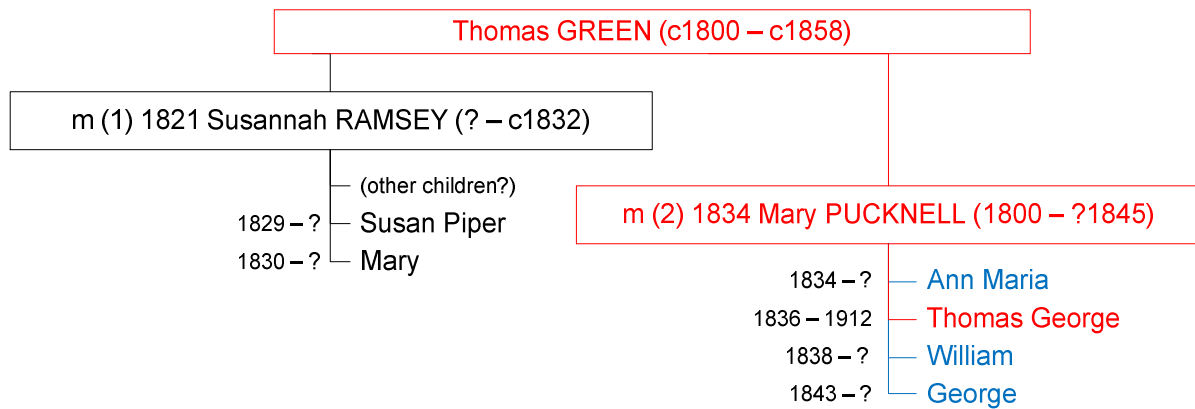 Thomas GREEN (c1800 – c1858)
m (1) 1821 Susannah RAMSEY (? – c1832)
(other children?)
1829 – ? Susan Piper
1830 – ? Mary
m (2) 1834 Mary PUCKNELL (1800 – ?1845)
1834 – ? Ann Maria
1836 – 1912 Thomas George
1838 – ? William
1843 – ? George